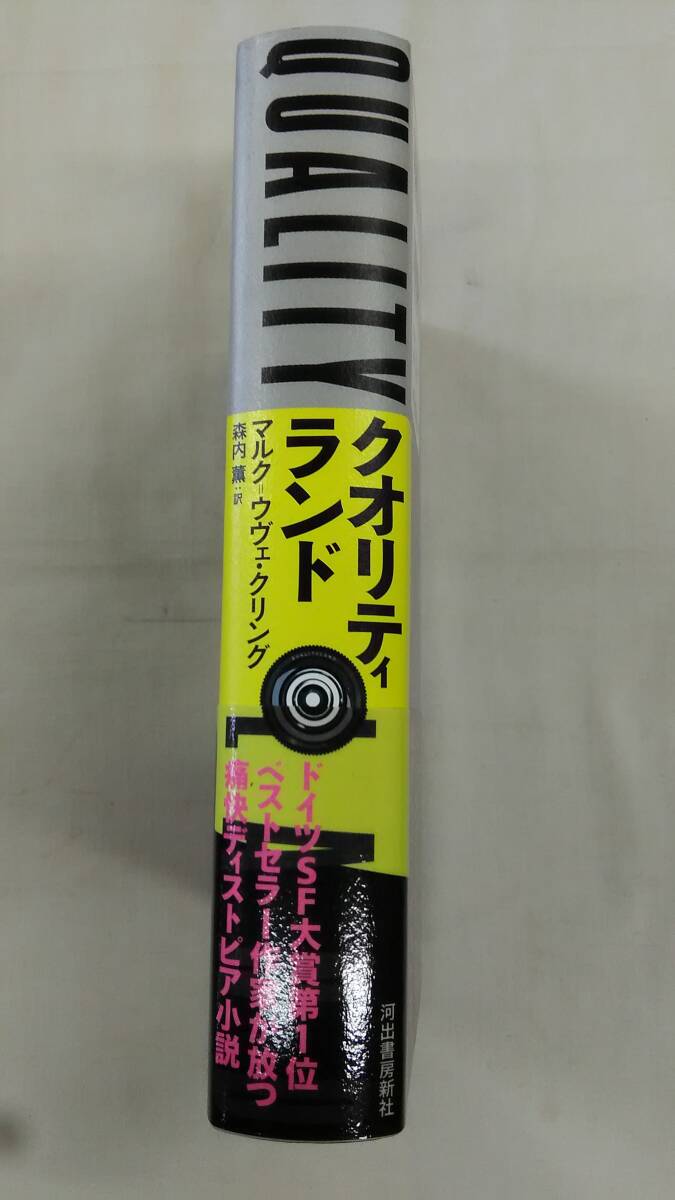 QUALITY
クオリティ
ランド
マルク=ウヴェ・クリング
森内 薫:訳
QUALITYLAND
ドイツSF大賞第1位
ベストセラー作家が放つ
痛快ディストピア小説
河出書房新社